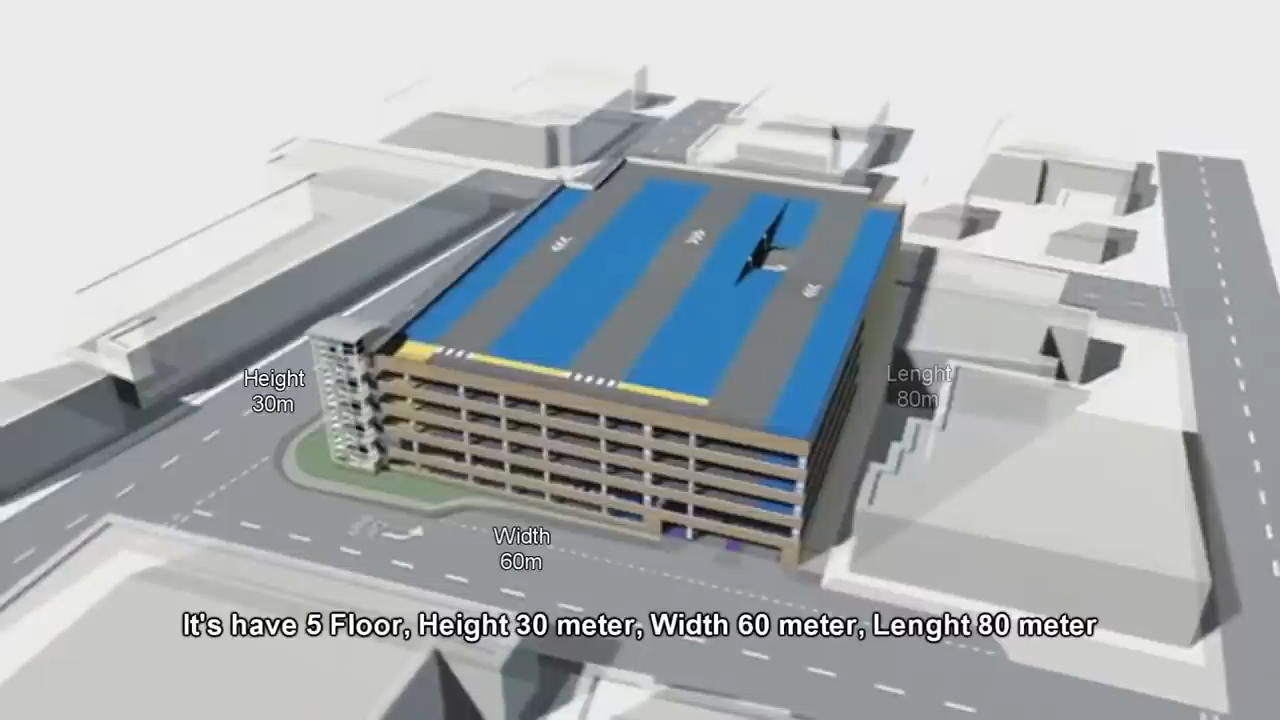 Height
30m
Lenght
80m
Width
60m
It's have 5 Floor, Height 30 meter, Width 60 meter, Lenght 80 meter